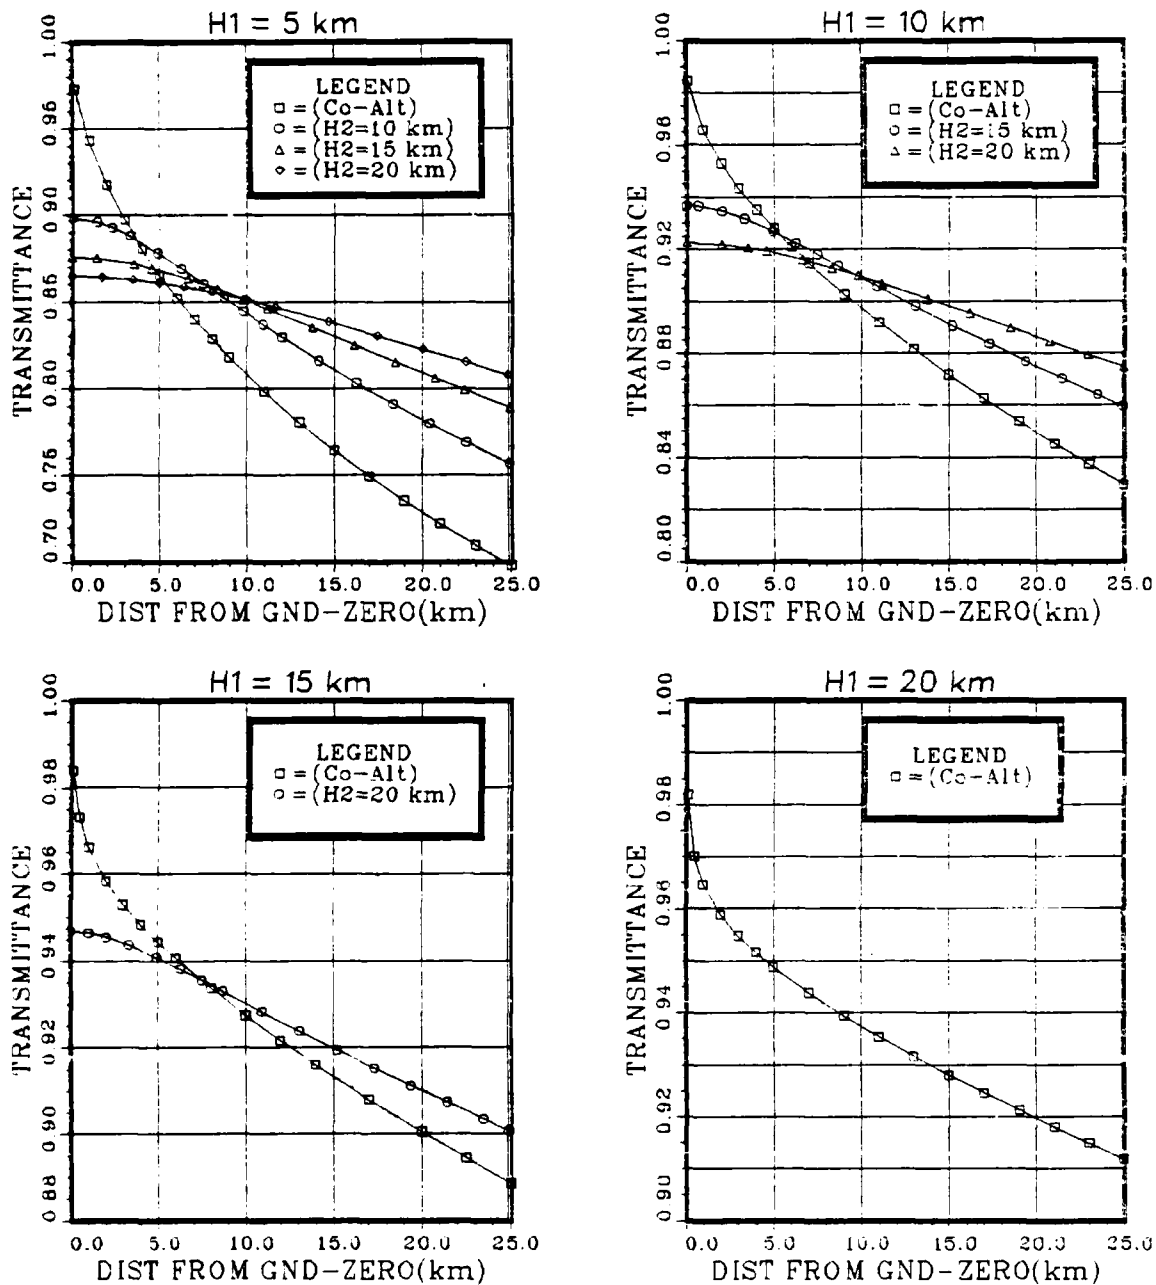 H1 = 5 km
1.00
0.95
0.90
0.85
0.80
0.75
0.70
TRANSMITTANCE
LEGEND
□ = (Co-Alt)
○ = (H2=10 km)
△ = (H2=15 km)
◇ = (H2=20 km)
0.0 5.0 10.0 15.0 20.0 25.0
DIST FROM GND-ZERO(km)
H1 = 10 km
1.00
0.96
0.92
0.88
0.84
0.80
TRANSMITTANCE
LEGEND
□ = (Co-Alt)
○ = (H2=15 km)
△ = (H2=20 km)
0.0 5.0 10.0 15.0 20.0 25.0
DIST FROM GND-ZERO(km)
H1 = 15 km
1.00
0.98
0.96
0.94
0.92
0.90
0.88
TRANSMITTANCE
LEGEND
□ = (Co-Alt)
○ = (H2=20 km)
0.0 5.0 10.0 15.0 20.0 25.0
DIST FROM GND-ZERO(km)
H1 = 20 km
1.00
0.98
0.96
0.94
0.92
0.90
TRANSMITTANCE
LEGEND
□ = (Co-Alt)
0.0 5.0 10.0 15.0 20.0 25.0
DIST FROM GND-ZERO(km)